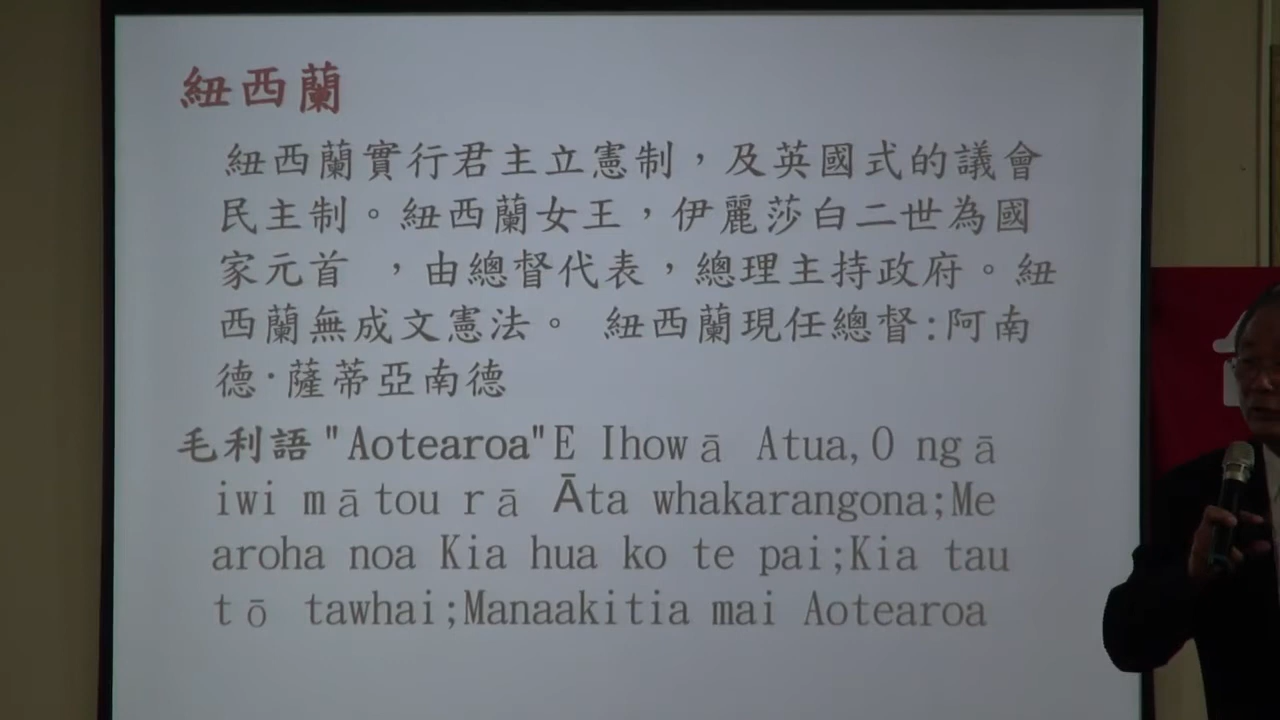 紐西蘭
紐西蘭實行君主立憲制，及英國式的議會
民主制。紐西蘭女王，伊麗莎白二世為國
家元首 ，由總督代表，總理主持政府。紐
西蘭無成文憲法。 紐西蘭現任總督:阿南
德·薩蒂亞南德
毛利語"Aotearoa"E Ihowā Atua,O ngā
iwi mātou rā Āta whakarangona;Me
aroha noa Kia hua ko te pai;Kia tau
tō tawhai;Manaakitia mai Aotearoa